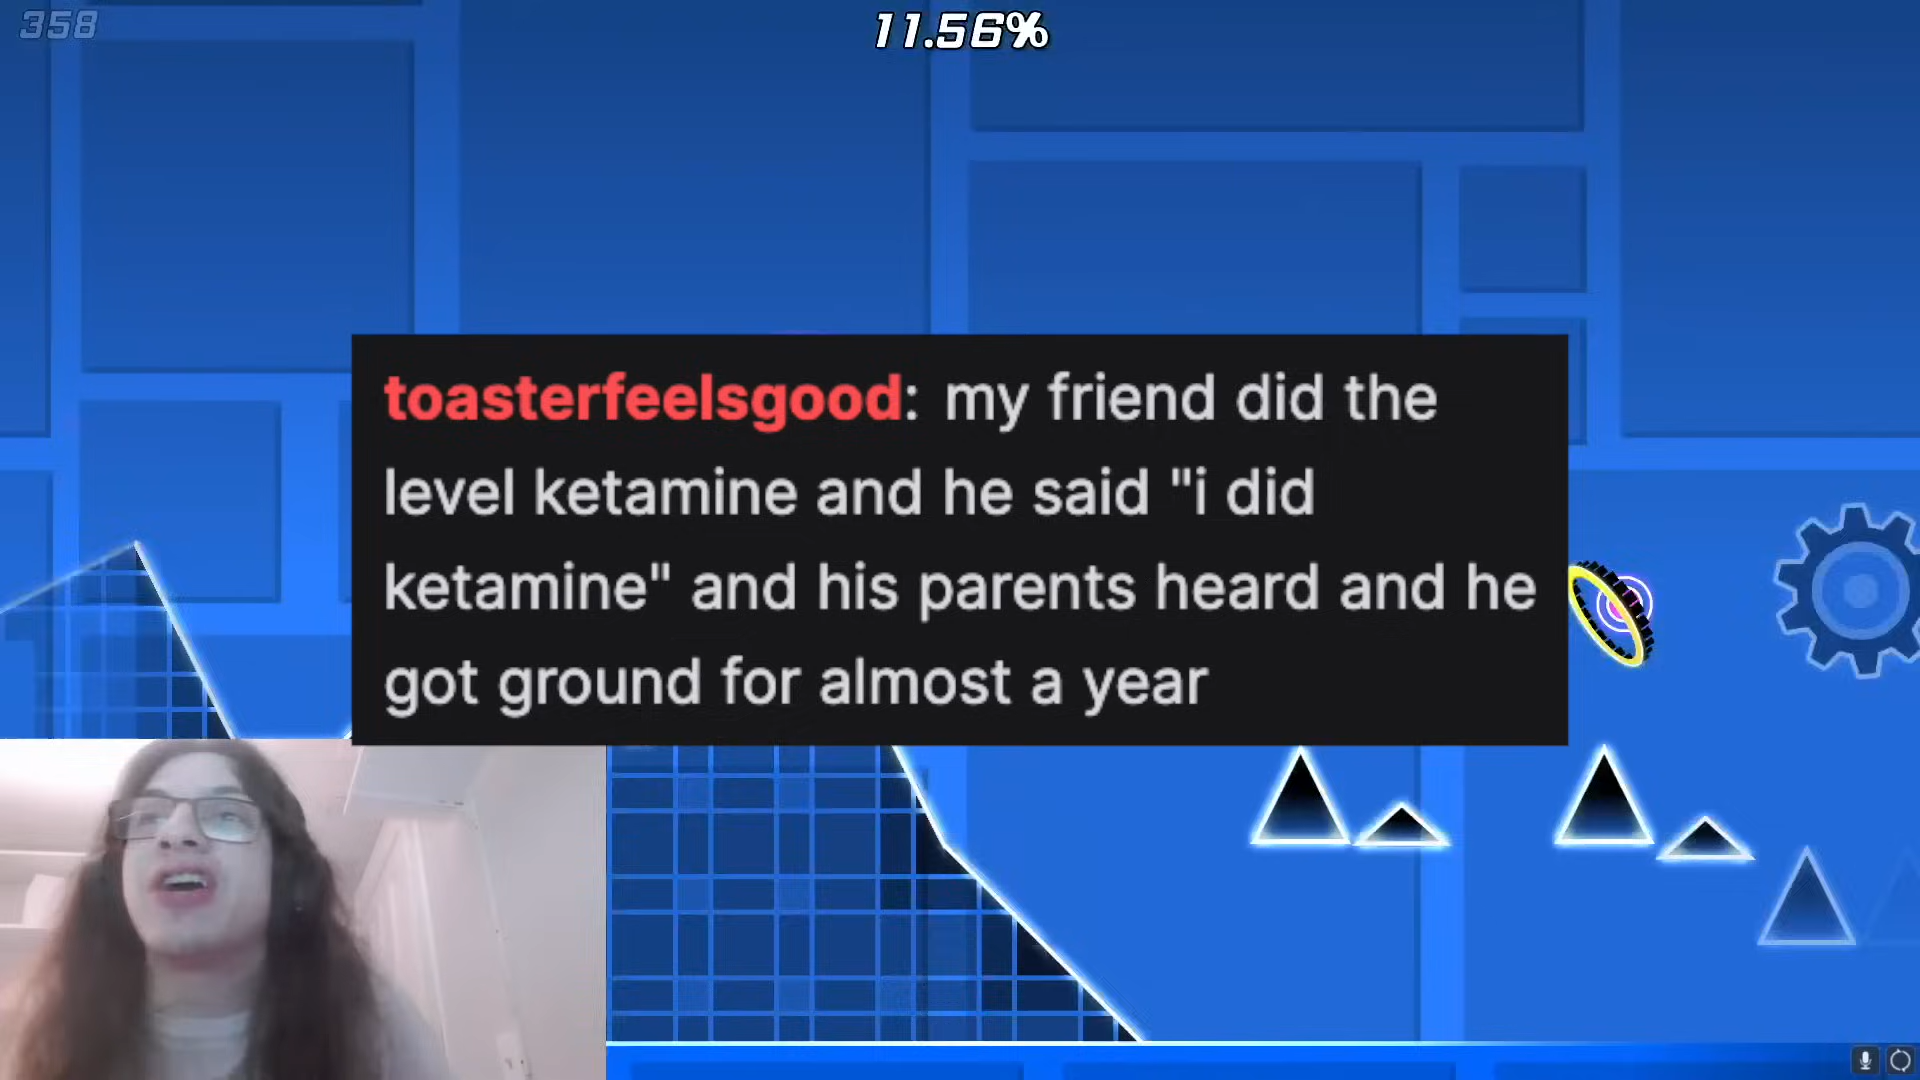 358
11.56%
toasterfeelsgood: my friend did the
level ketamine and he said "i did
ketamine" and his parents heard and he
got ground for almost a year